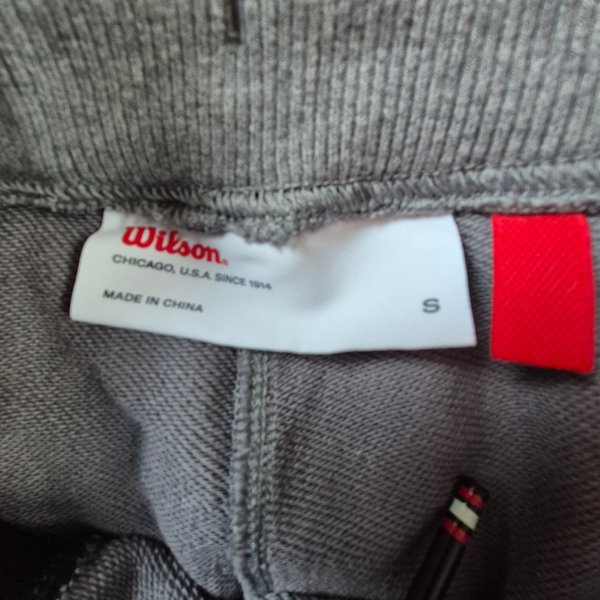 Wilson.
CHICAGO, U.S.A. SINCE 1914
MADE IN CHINA
S